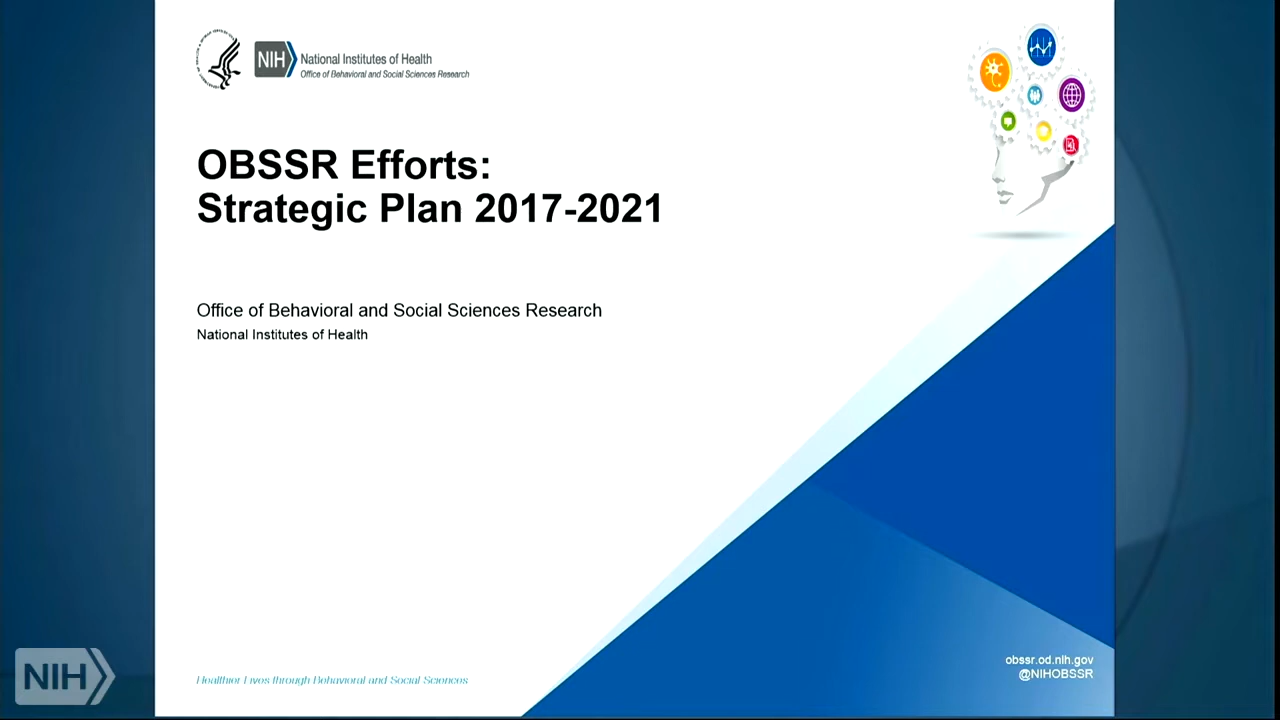 NIH
National Institutes of Health
Office of Behavioral and Social Sciences Research
OBSSR Efforts:
Strategic Plan 2017-2021
Office of Behavioral and Social Sciences Research
National Institutes of Health
Healthier Lives through Behavioral and Social Sciences
obssr.od.nih.gov
@NIHOBSSR
NIH